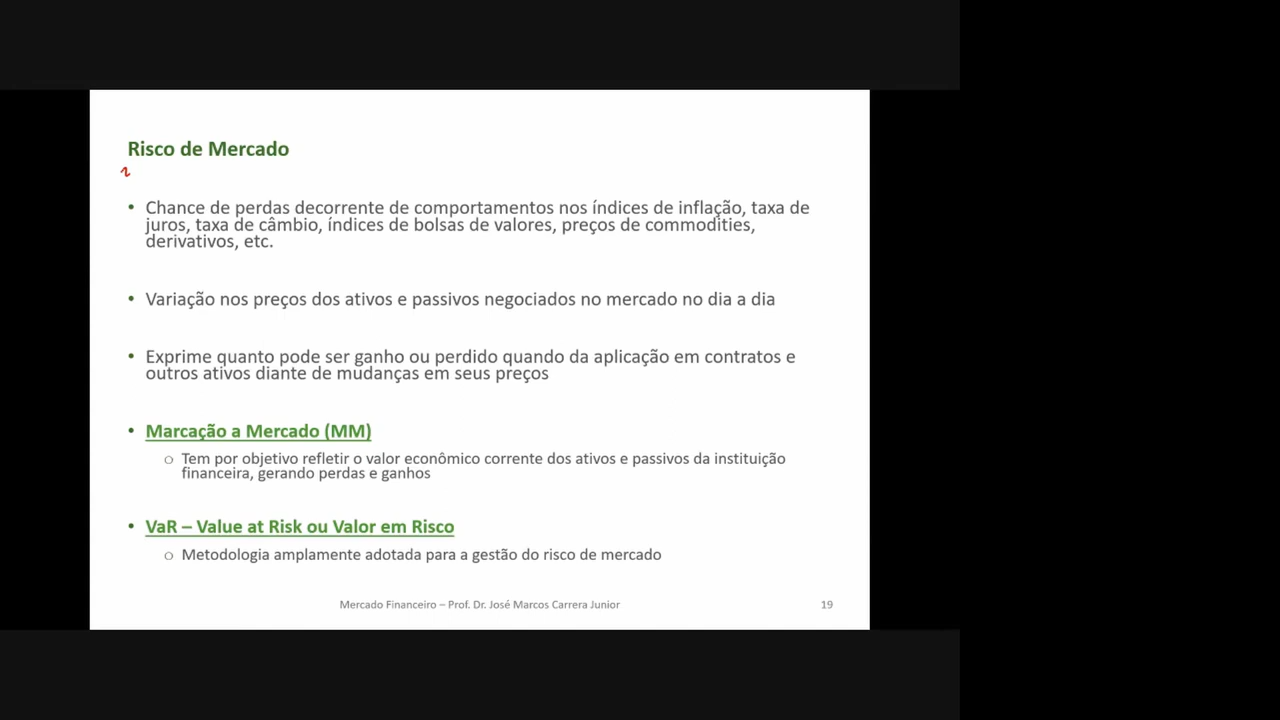 Risco de Mercado
• Chance de perdas decorrente de comportamentos nos índices de inflação, taxa de
juros, taxa de câmbio, índices de bolsas de valores, preços de commodities,
derivativos, etc.
• Variação nos preços dos ativos e passivos negociados no mercado no dia a dia
• Exprime quanto pode ser ganho ou perdido quando da aplicação em contratos e
outros ativos diante de mudanças em seus preços
• Marcação a Mercado (MM)
○ Tem por objetivo refletir o valor econômico corrente dos ativos e passivos da instituição
financeira, gerando perdas e ganhos
• VaR – Value at Risk ou Valor em Risco
○ Metodologia amplamente adotada para a gestão do risco de mercado
Mercado Financeiro – Prof. Dr. José Marcos Carrera Junior 19